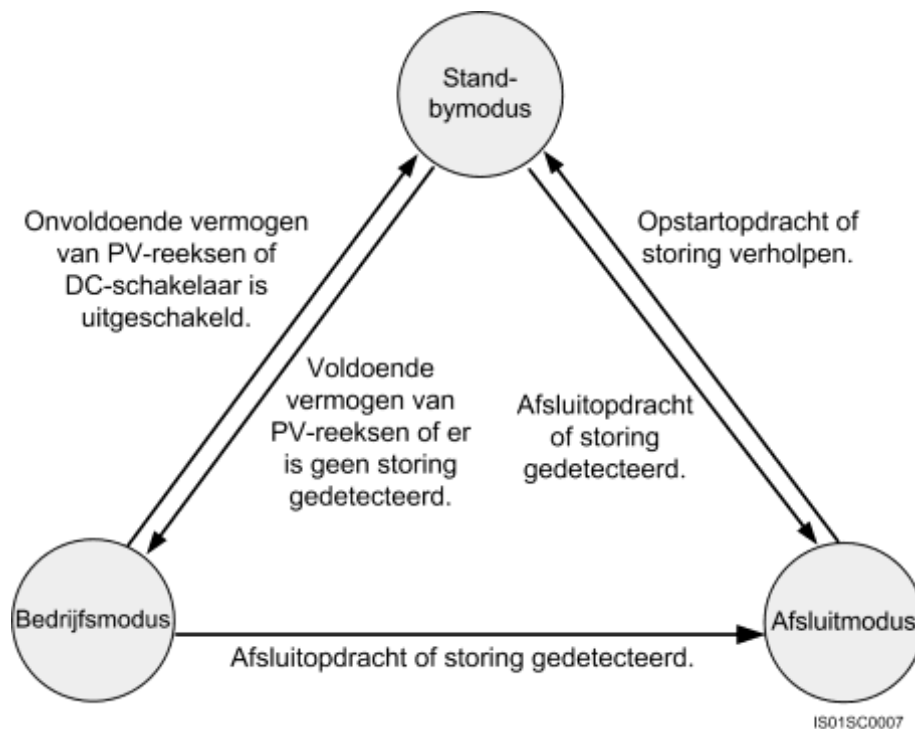 Stand-
bymodus
Onvoldoende vermogen
van PV-reeksen of
DC-schakelaar is
uitgeschakeld.
Opstartopdracht of
storing verholpen.
Voldoende
vermogen van
PV-reeksen of er
is geen storing
gedetecteerd.
Afsluitopdracht
of storing
gedetecteerd.
Bedrijfsmodus
Afsluitmodus
Afsluitopdracht of storing gedetecteerd.
IS01SC0007